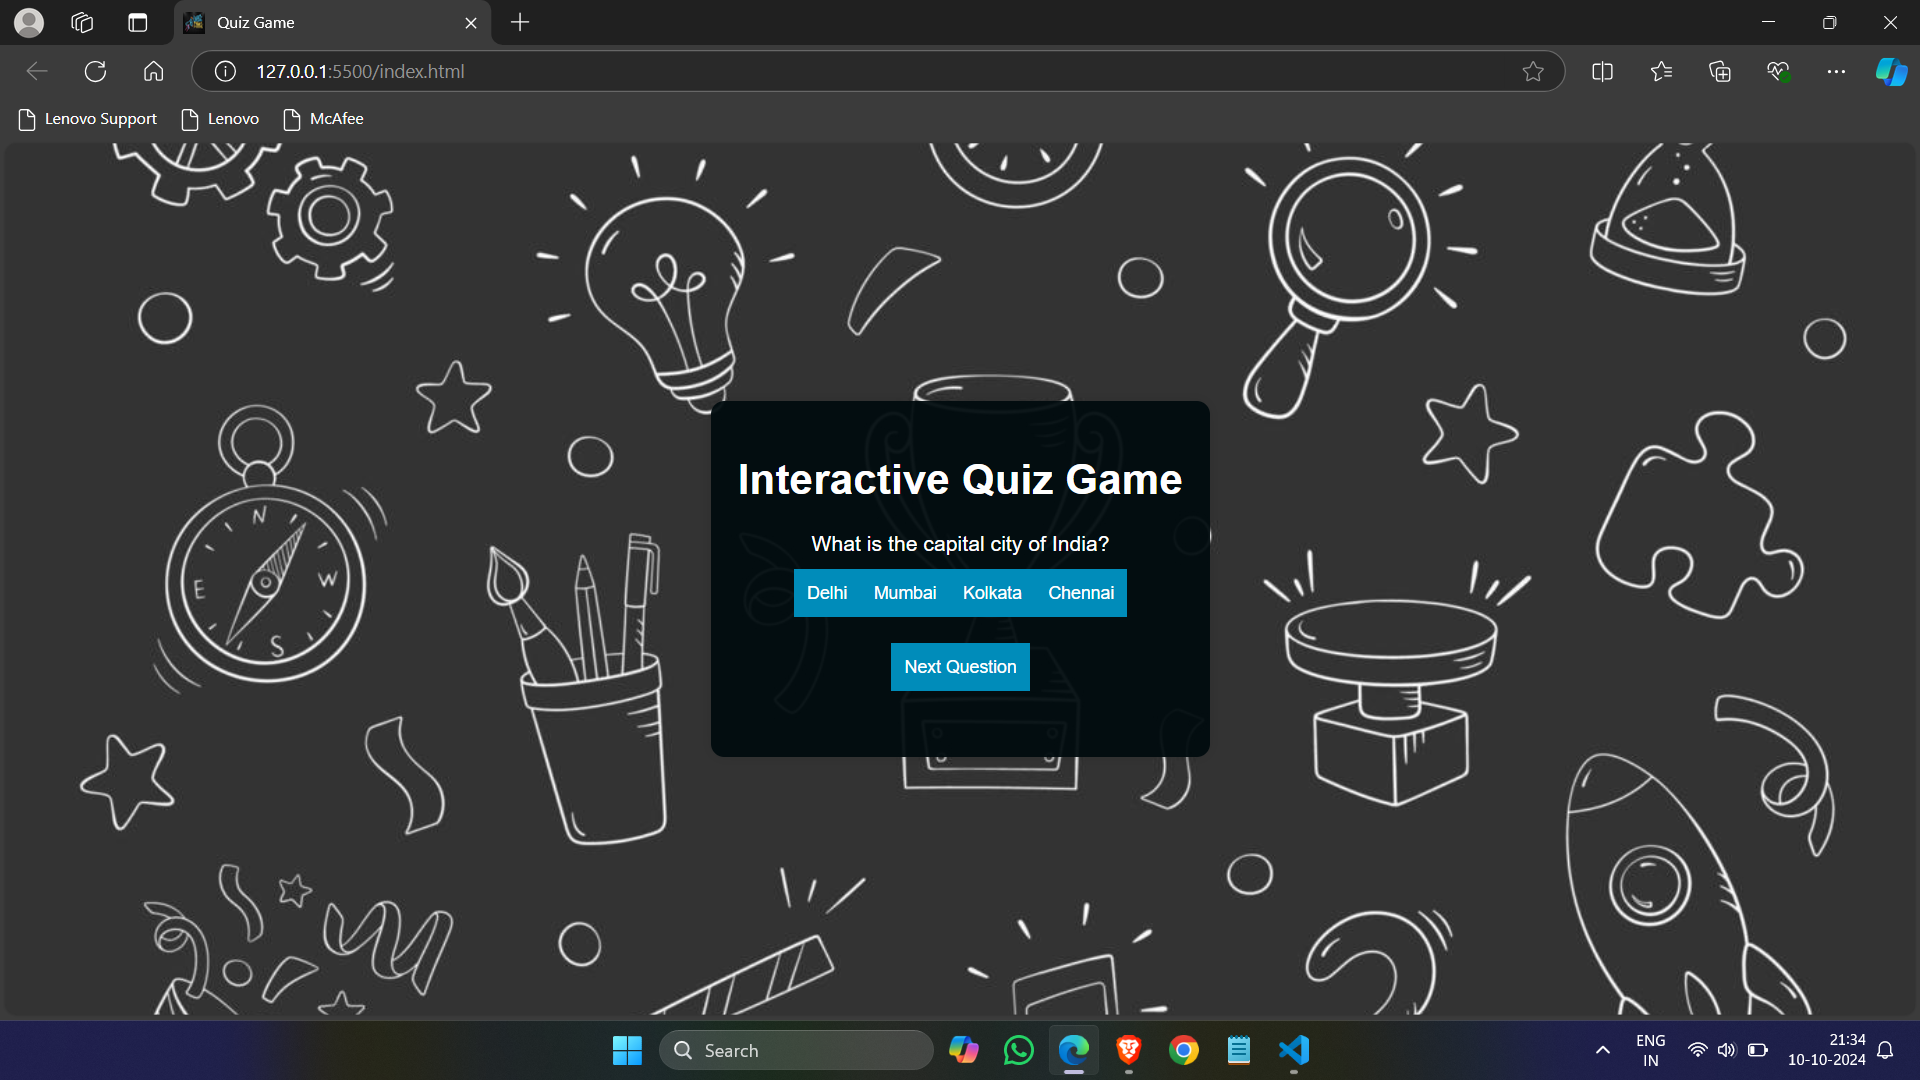 Quiz Game
127.0.0.1:5500/index.html
Lenovo Support Lenovo McAfee
N
E W
S
Interactive Quiz Game
What is the capital city of India?
Delhi Mumbai Kolkata Chennai
Next Question
Search
ENG
IN
21:34
10-10-2024